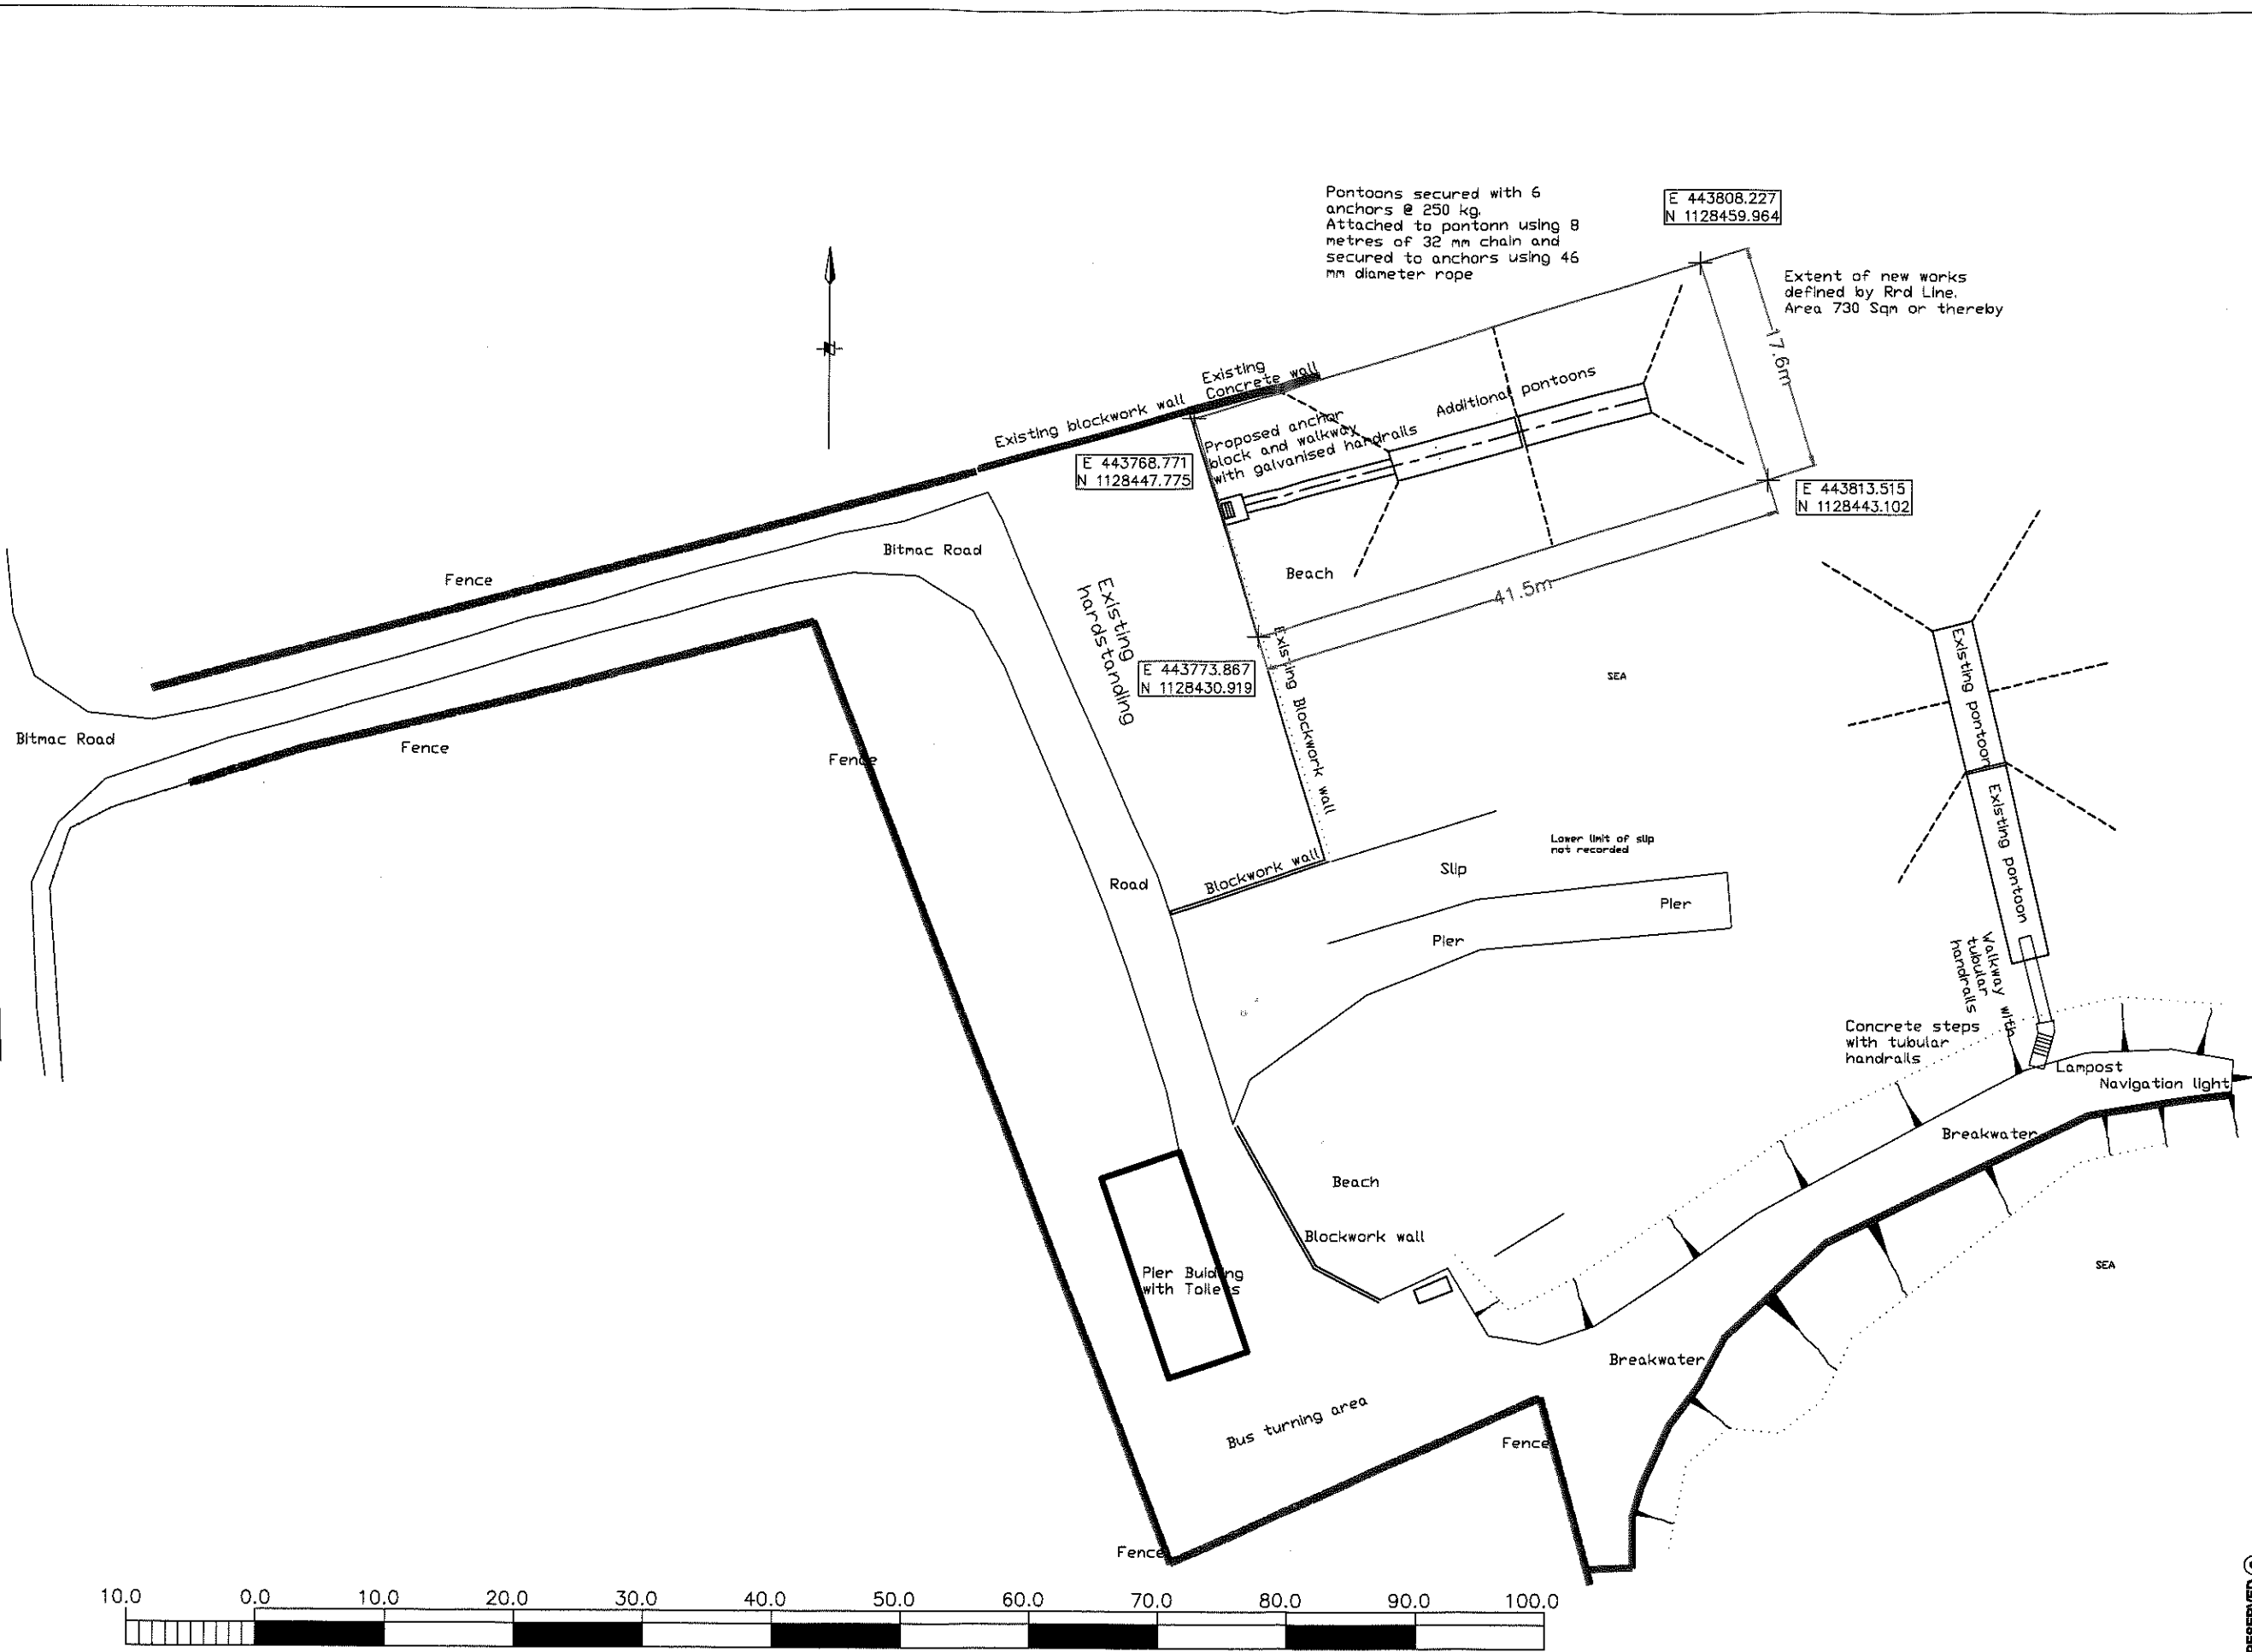 Pontoons secured with 6
anchors @ 250 kg.
Attached to pontonn using 8
metres of 32 mm chain and
secured to anchors using 46
mm diameter rope
E 443808.227
N 1128459.964
Extent of new works
defined by Rrd Line.
Area 730 Sqm or thereby
17.6m
Existing
Concrete wall
Existing blockwork wall
Additional pontoons
Proposed anchor
block and walkway
with galvanised handrails
E 443768.771
N 1128447.775
E 443813.515
N 1128443.102
Bitmac Road
Fence
Beach
41.5m
Existing
hardstanding
Existing Blockwork wall
E 443773.867
N 1128430.919
SEA
Existing pontoon
Bitmac Road
Fence
Fence
Existing pontoon
Lower limit of slip
not recorded
Blockwork wall
Slip
Road
Pier
Pier
Walkway with
tubular
handrails
Concrete steps
with tubular
handrails
Lampost
Navigation light
Breakwater
Beach
Blockwork wall
SEA
Pier Buiding
with Toilets
Breakwater
Bus turning area
Fence
Fence
10.0 0.0 10.0 20.0 30.0 40.0 50.0 60.0 70.0 80.0 90.0 100.0
RESERVED ©